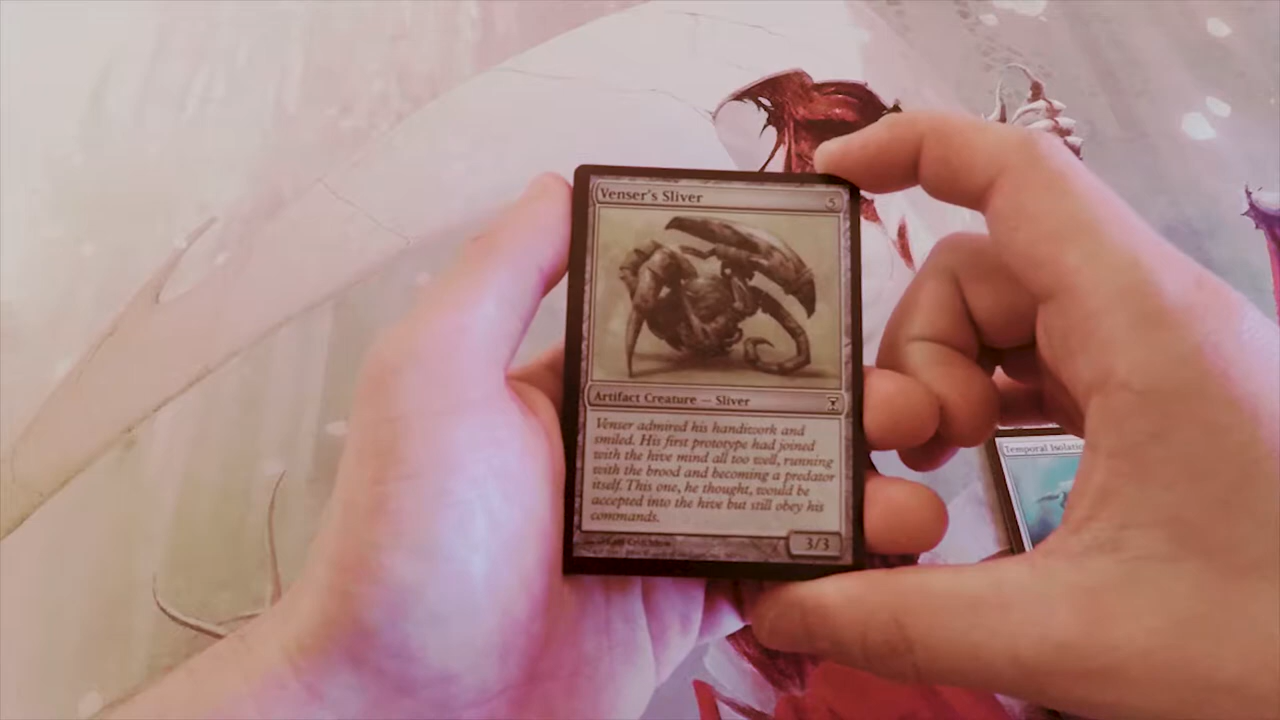 Venser's Sliver
5
Artifact Creature — Sliver
Venser admired his handiwork and
smiled. His first prototype had joined
with the hive mind all too well, running
with the brood and becoming a predator
itself. This one, he thought, would be
accepted into the hive but still obey his
commands.
3/3
Temporal Isolatio